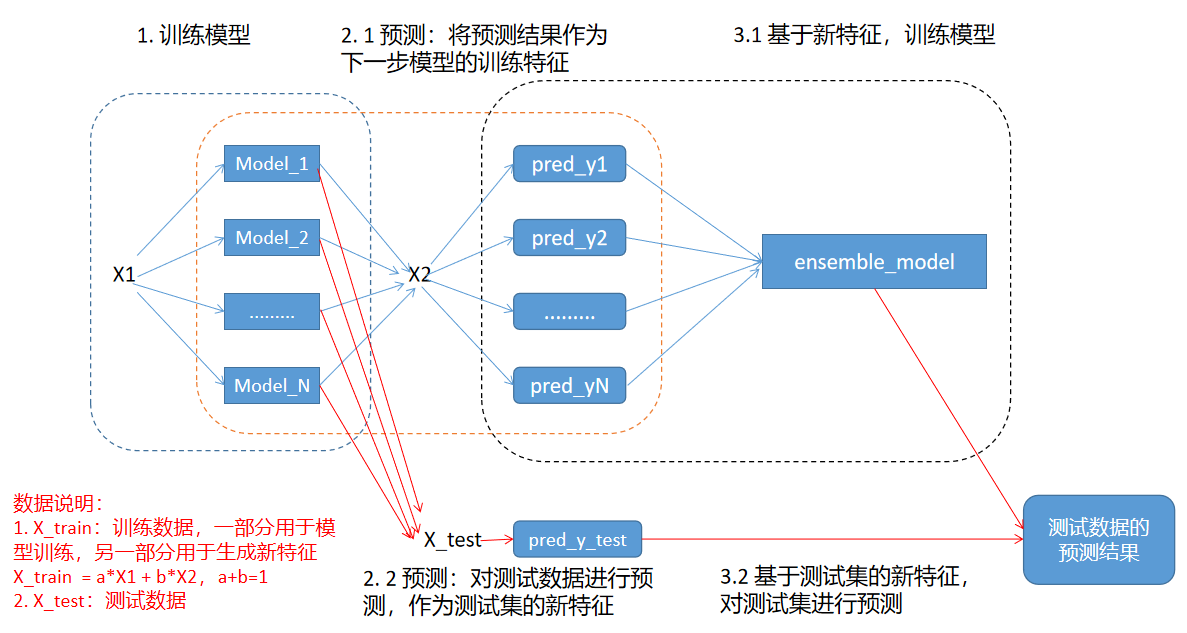 1. 训练模型
2. 1 预测：将预测结果作为
下一步模型的训练特征
3.1 基于新特征，训练模型
Model_1
Model_2
.........
Model_N
X1
X2
pred_y1
pred_y2
.........
pred_yN
ensemble_model
数据说明：
1. X_train：训练数据，一部分用于模
型训练，另一部分用于生成新特征
X_train = a*X1 + b*X2，a+b=1
2. X_test：测试数据
X_test
pred_y_test
2. 2 预测：对测试数据进行预
测，作为测试集的新特征
3.2 基于测试集的新特征，
对测试集进行预测
测试数据的
预测结果